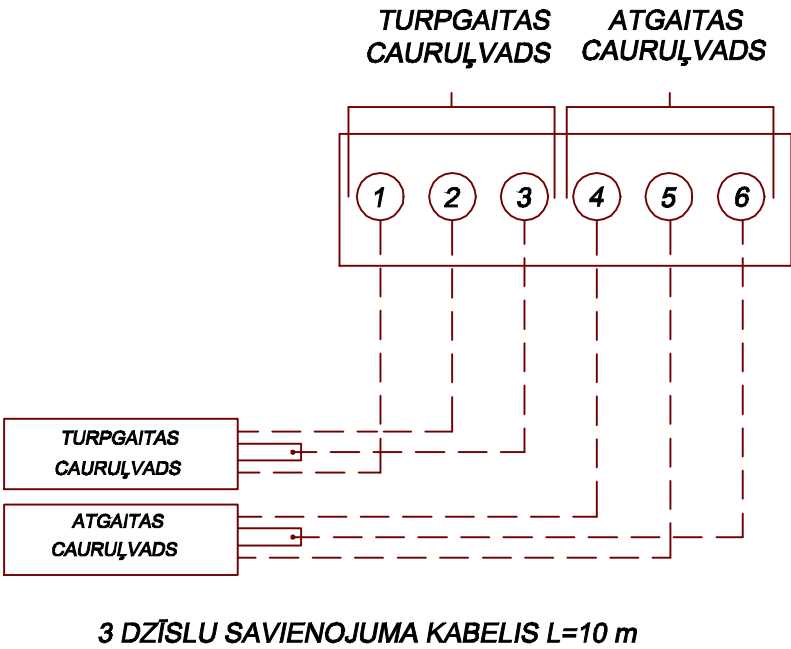 TURPGAITAS
CAURUĻVADS
ATGAITAS
CAURUĻVADS
1 2 3 4 5 6
TURPGAITAS
CAURUĻVADS
ATGAITAS
CAURUĻVADS
3 DZĪSLU SAVIENOJUMA KABELIS L=10 m